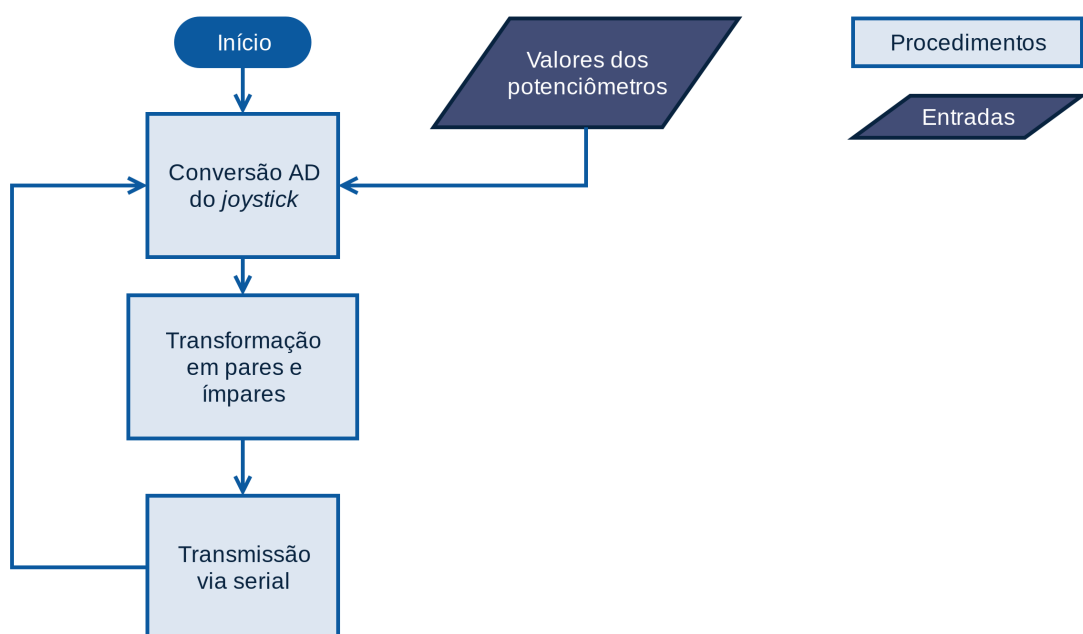 Início
Valores dos
potenciômetros
Procedimentos
Entradas
Conversão AD
do joystick
Transformação
em pares e
ímpares
Transmissão
via serial